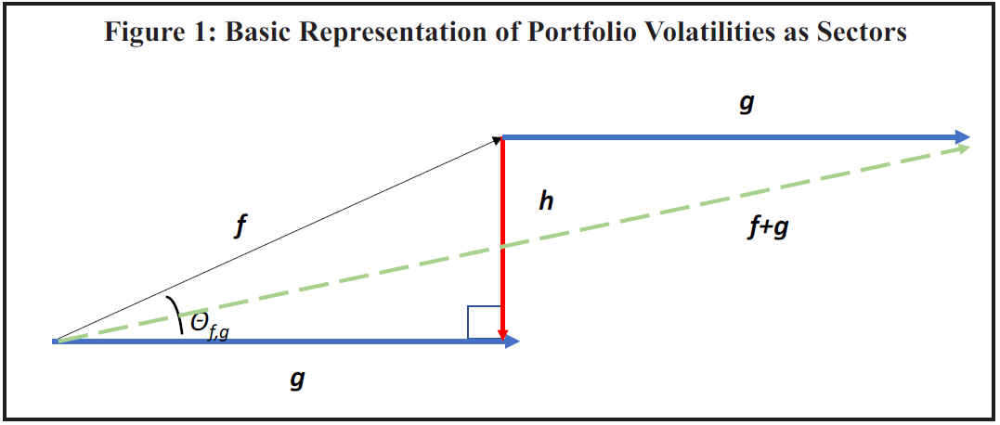 Figure 1: Basic Representation of Portfolio Volatilities as Sectors
g
f
h
f+g
Θf,g
g